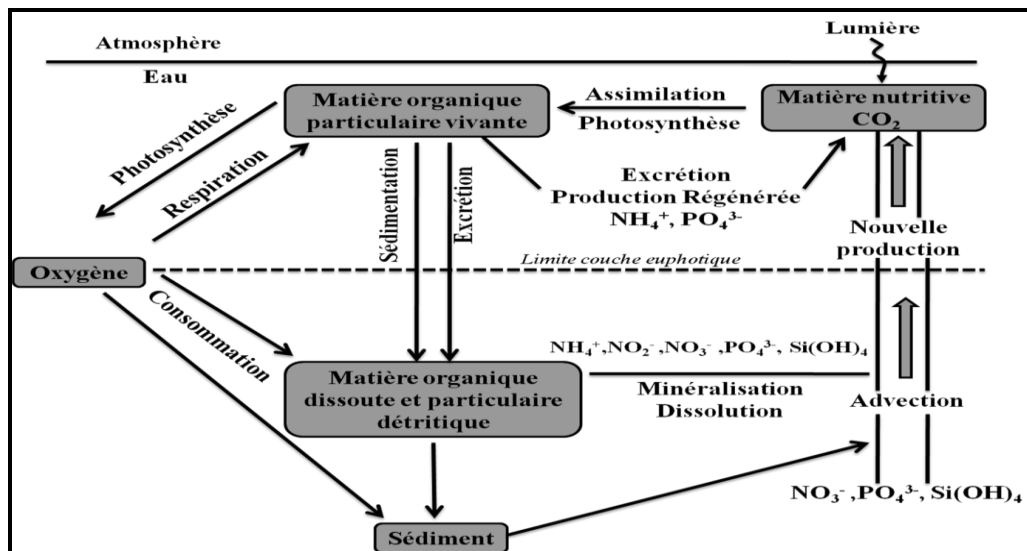 Atmosphère
Lumière
Eau
Matière organique
particulaire vivante
Assimilation
Photosynthèse
Matière nutritive
CO₂
Photosynthèse
Respiration
Sédimentation
Excrétion
Excrétion
Production Régénérée
NH₄⁺, PO₄³⁻
Nouvelle
production
Oxygène
Limite couche euphotique
Consommation
NH₄⁺,NO₂⁻,NO₃⁻,PO₄³⁻, Si(OH)₄
Matière organique
dissoute et particulaire
détritique
Minéralisation
Dissolution
Advection
NO₃⁻,PO₄³⁻, Si(OH)₄
Sédiment